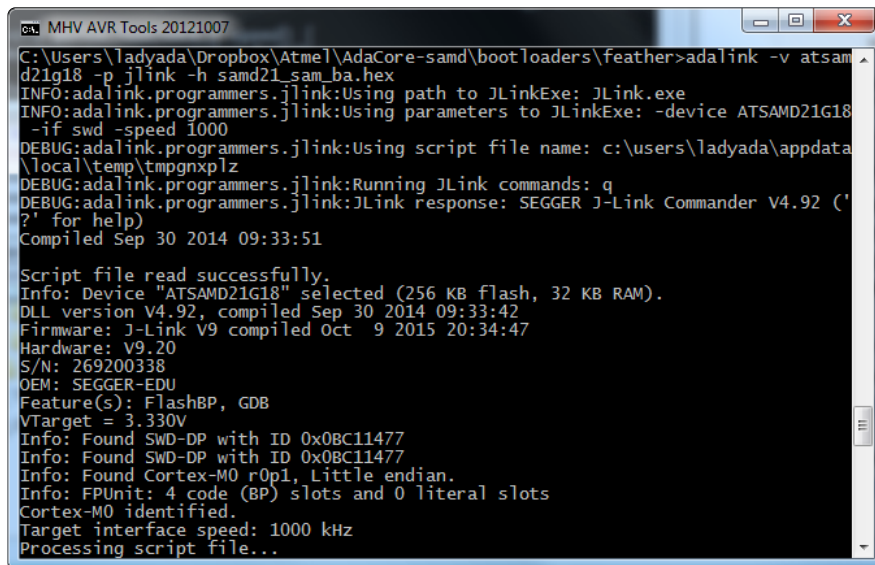 MHV AVR Tools 20121007
C:\Users\ladyada\Dropbox\Atmel\AdaCore-samd\bootloaders\feather>adalink -v atsam
d21g18 -p jlink -h samd21_sam_ba.hex
INFO:adalink.programmers.jlink:Using path to JLinkExe: JLink.exe
INFO:adalink.programmers.jlink:Using parameters to JLinkExe: -device ATSAMD21G18
 -if swd -speed 1000
DEBUG:adalink.programmers.jlink:Using script file name: c:\users\ladyada\appdata
\local\temp\tmpgnxplz
DEBUG:adalink.programmers.jlink:Running JLink commands: q
DEBUG:adalink.programmers.jlink:JLink response: SEGGER J-Link Commander V4.92 ('
?' for help)
Compiled Sep 30 2014 09:33:51
Script file read successfully.
Info: Device "ATSAMD21G18" selected (256 KB flash, 32 KB RAM).
DLL version V4.92, compiled Sep 30 2014 09:33:42
Firmware: J-Link V9 compiled Oct  9 2015 20:34:47
Hardware: V9.20
S/N: 269200338
OEM: SEGGER-EDU
Feature(s): FlashBP, GDB
VTarget = 3.330V
Info: Found SWD-DP with ID 0x0BC11477
Info: Found SWD-DP with ID 0x0BC11477
Info: Found Cortex-M0 r0p1, Little endian.
Info: FPUnit: 4 code (BP) slots and 0 literal slots
Cortex-M0 identified.
Target interface speed: 1000 kHz
Processing script file...